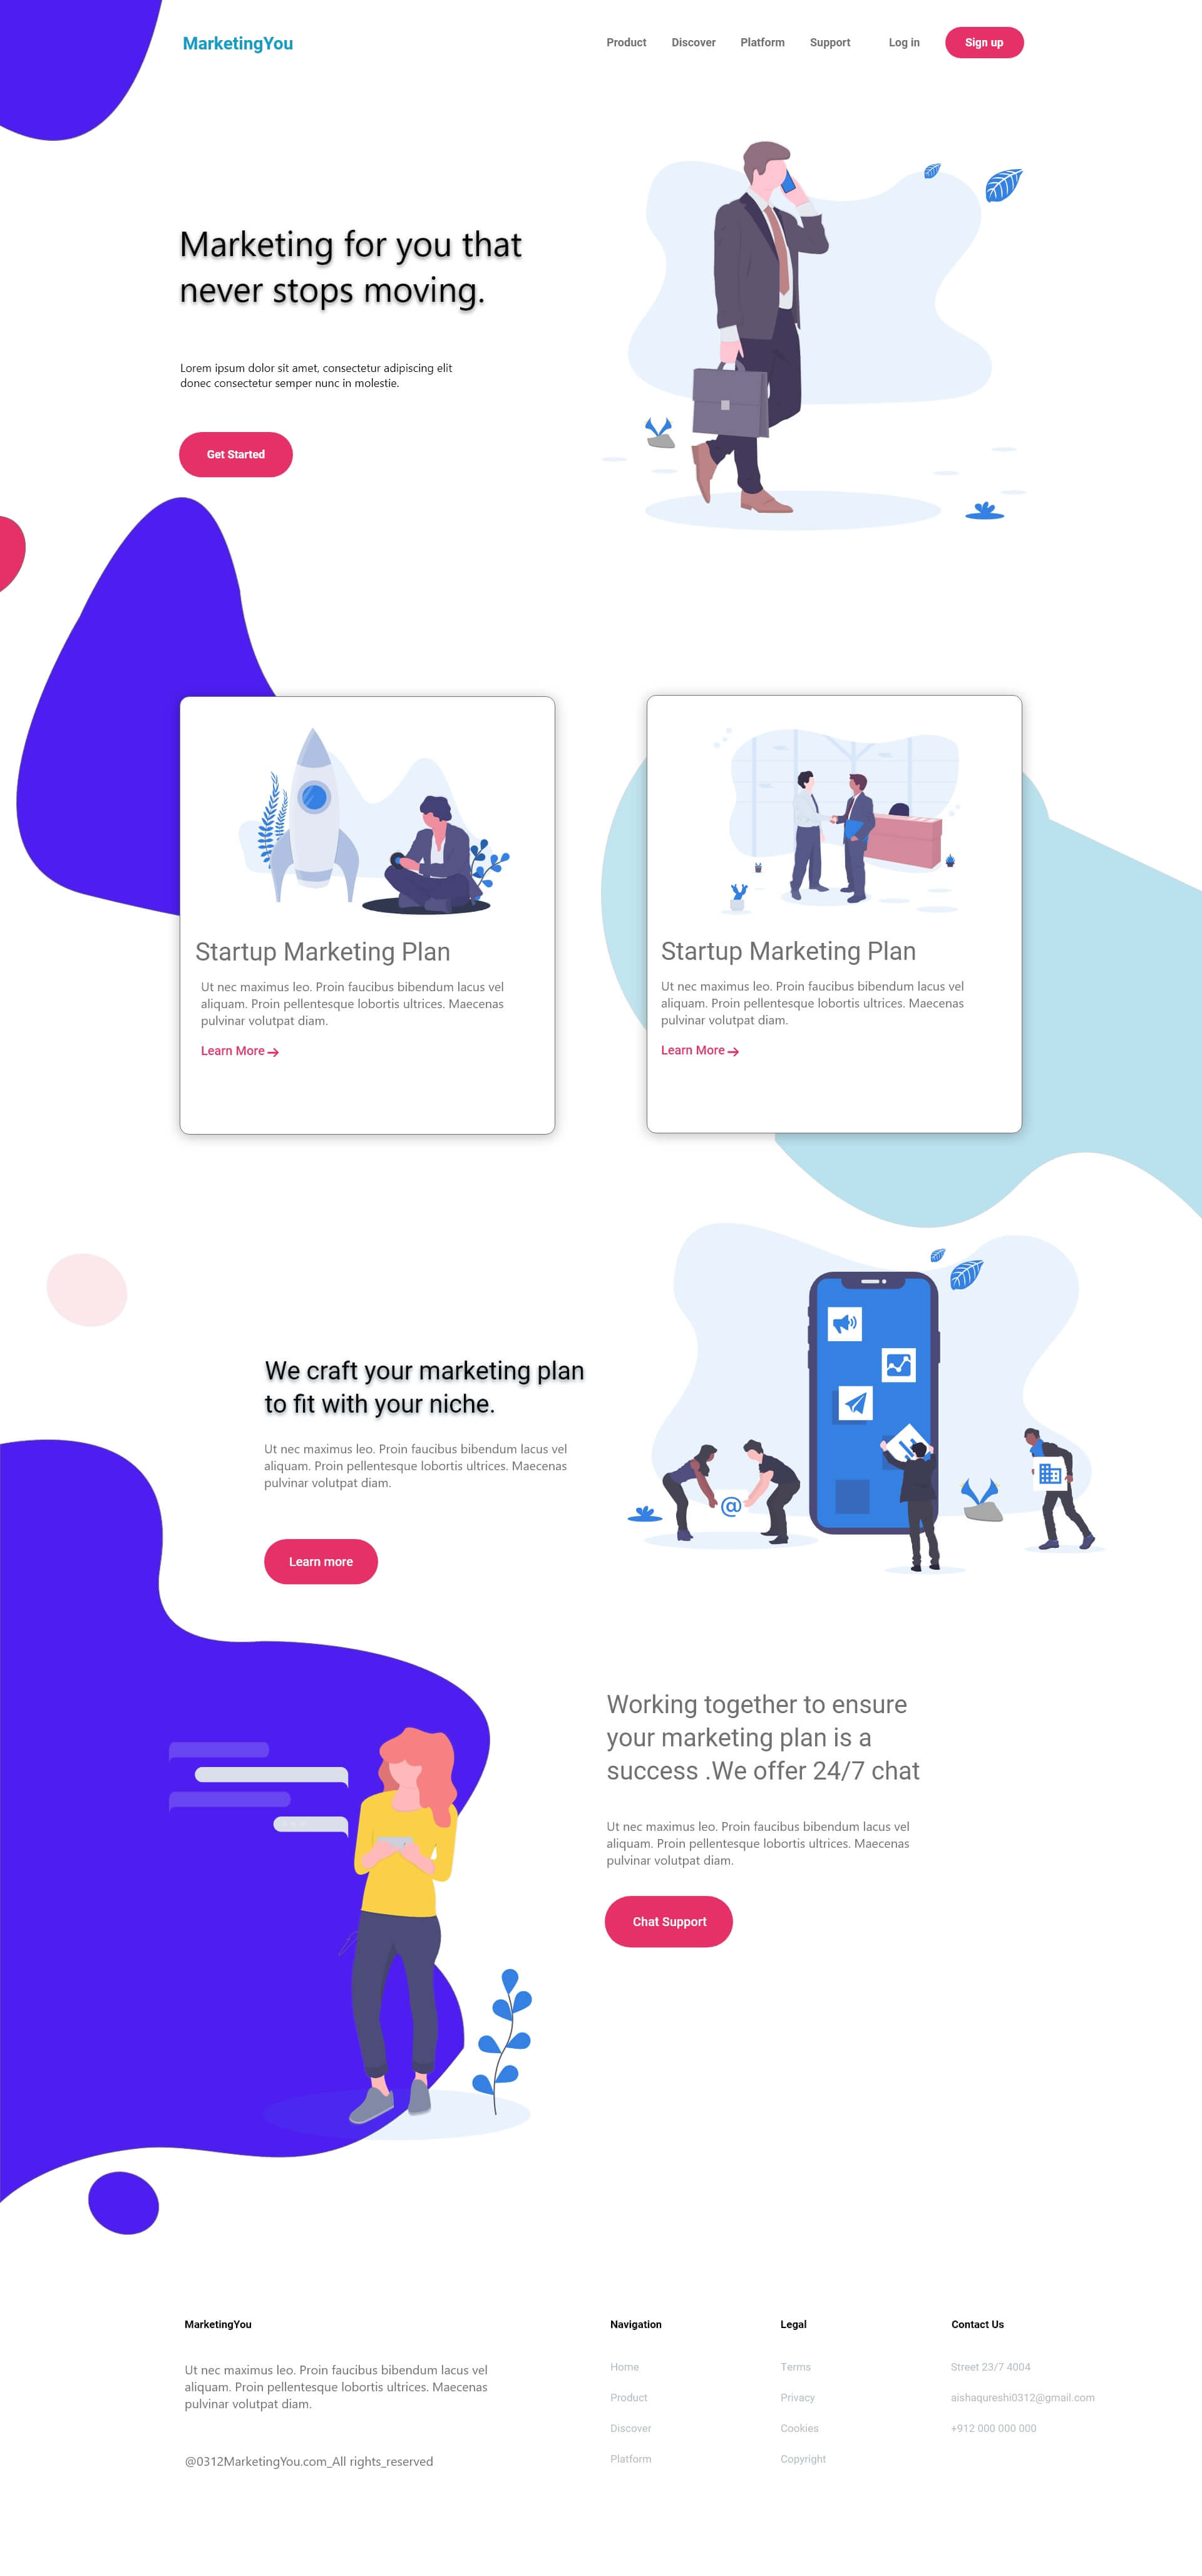 MarketingYou
Product Discover Platform Support Log in Sign up
Marketing for you that
never stops moving.
Lorem ipsum dolor sit amet, consectetur adipiscing elit
donec consectetur semper nunc in molestie.
Get Started
Startup Marketing Plan
Ut nec maximus leo. Proin faucibus bibendum lacus vel
aliquam. Proin pellentesque lobortis ultrices. Maecenas
pulvinar volutpat diam.
Learn More
Startup Marketing Plan
Ut nec maximus leo. Proin faucibus bibendum lacus vel
aliquam. Proin pellentesque lobortis ultrices. Maecenas
pulvinar volutpat diam.
Learn More
We craft your marketing plan
to fit with your niche.
Ut nec maximus leo. Proin faucibus bibendum lacus vel
aliquam. Proin pellentesque lobortis ultrices. Maecenas
pulvinar volutpat diam.
Learn more
@
Working together to ensure
your marketing plan is a
success .We offer 24/7 chat
Ut nec maximus leo. Proin faucibus bibendum lacus vel
aliquam. Proin pellentesque lobortis ultrices. Maecenas
pulvinar volutpat diam.
Chat Support
MarketingYou
Ut nec maximus leo. Proin faucibus bibendum lacus vel
aliquam. Proin pellentesque lobortis ultrices. Maecenas
pulvinar volutpat diam.
@0312MarketingYou.com_All rights_reserved
Navigation
Home
Product
Discover
Platform
Legal
Terms
Privacy
Cookies
Copyright
Contact Us
Street 23/7 4004
aishaqureshi0312@gmail.com
+912 000 000 000